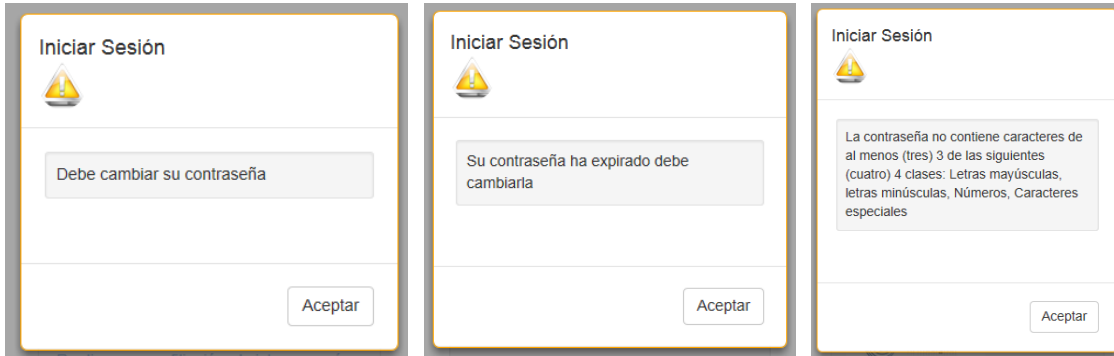 Iniciar Sesión
Debe cambiar su contraseña
Aceptar
Iniciar Sesión
Su contraseña ha expirado debe
cambiarla
Aceptar
Iniciar Sesión
La contraseña no contiene caracteres de
al menos (tres) 3 de las siguientes
(cuatro) 4 clases: Letras mayúsculas,
letras minúsculas, Números, Caracteres
especiales
Aceptar